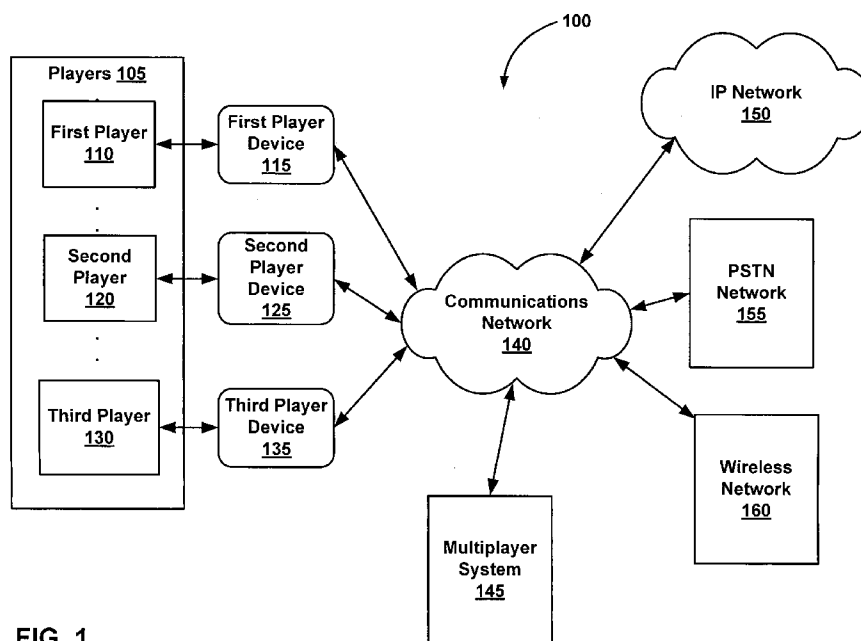 100
Players 105
First Player
110
First Player
Device
115
IP Network
150
Second
Player
120
Second
Player
Device
125
Communications
Network
140
PSTN
Network
155
Third Player
130
Third Player
Device
135
Multiplayer
System
145
Wireless
Network
160
FIG. 1